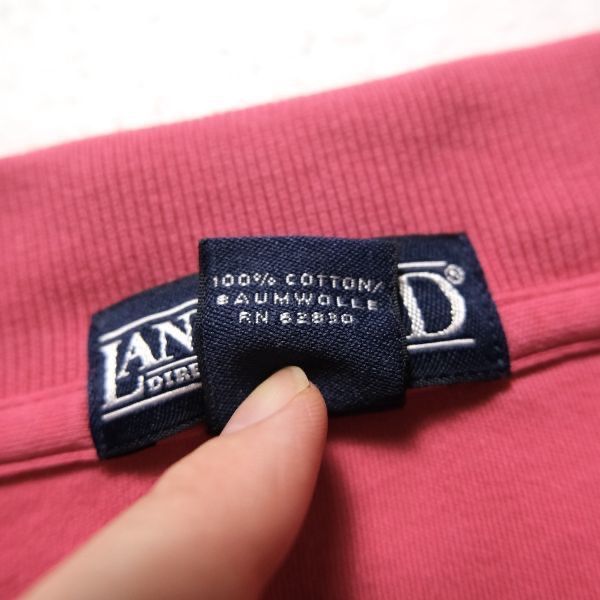 100% COTTON/
BAUMWOLLE
RN 62830
LAN D®
DIRE